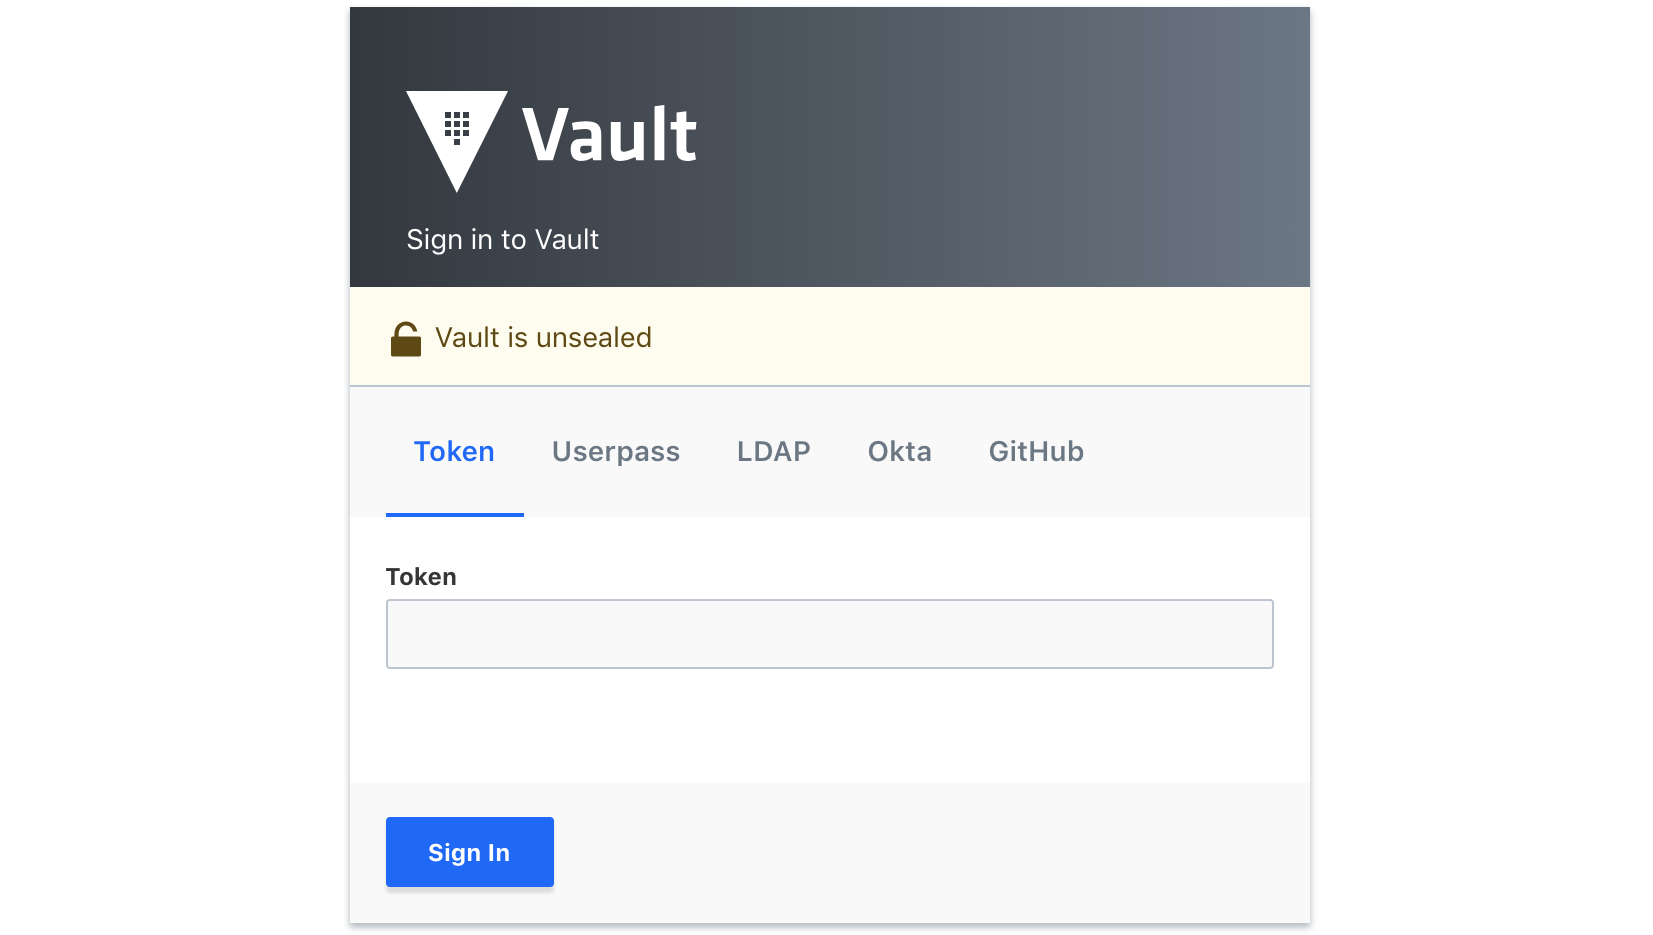 Vault
Sign in to Vault
Vault is unsealed
Token Userpass LDAP Okta GitHub
Token
Sign In